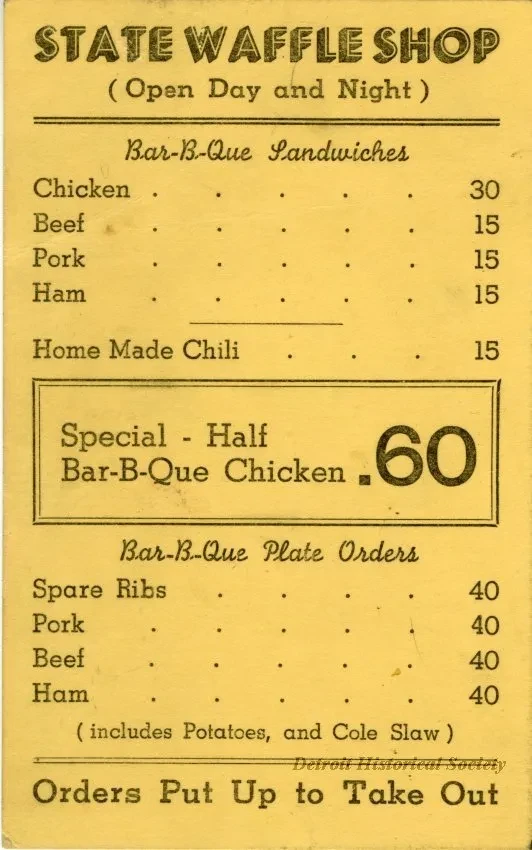 STATE WAFFLE SHOP
( Open Day and Night )
Bar-B-Que Sandwiches
Chicken . . . . . 30
Beef . . . . . 15
Pork . . . . . 15
Ham . . . . . 15
Home Made Chili . . . 15
Special - Half
Bar-B-Que Chicken .60
Bar-B-Que Plate Orders
Spare Ribs . . . . 40
Pork . . . . . 40
Beef . . . . . 40
Ham . . . . . 40
( includes Potatoes, and Cole Slaw )
Detroit Historical Society
Orders Put Up to Take Out